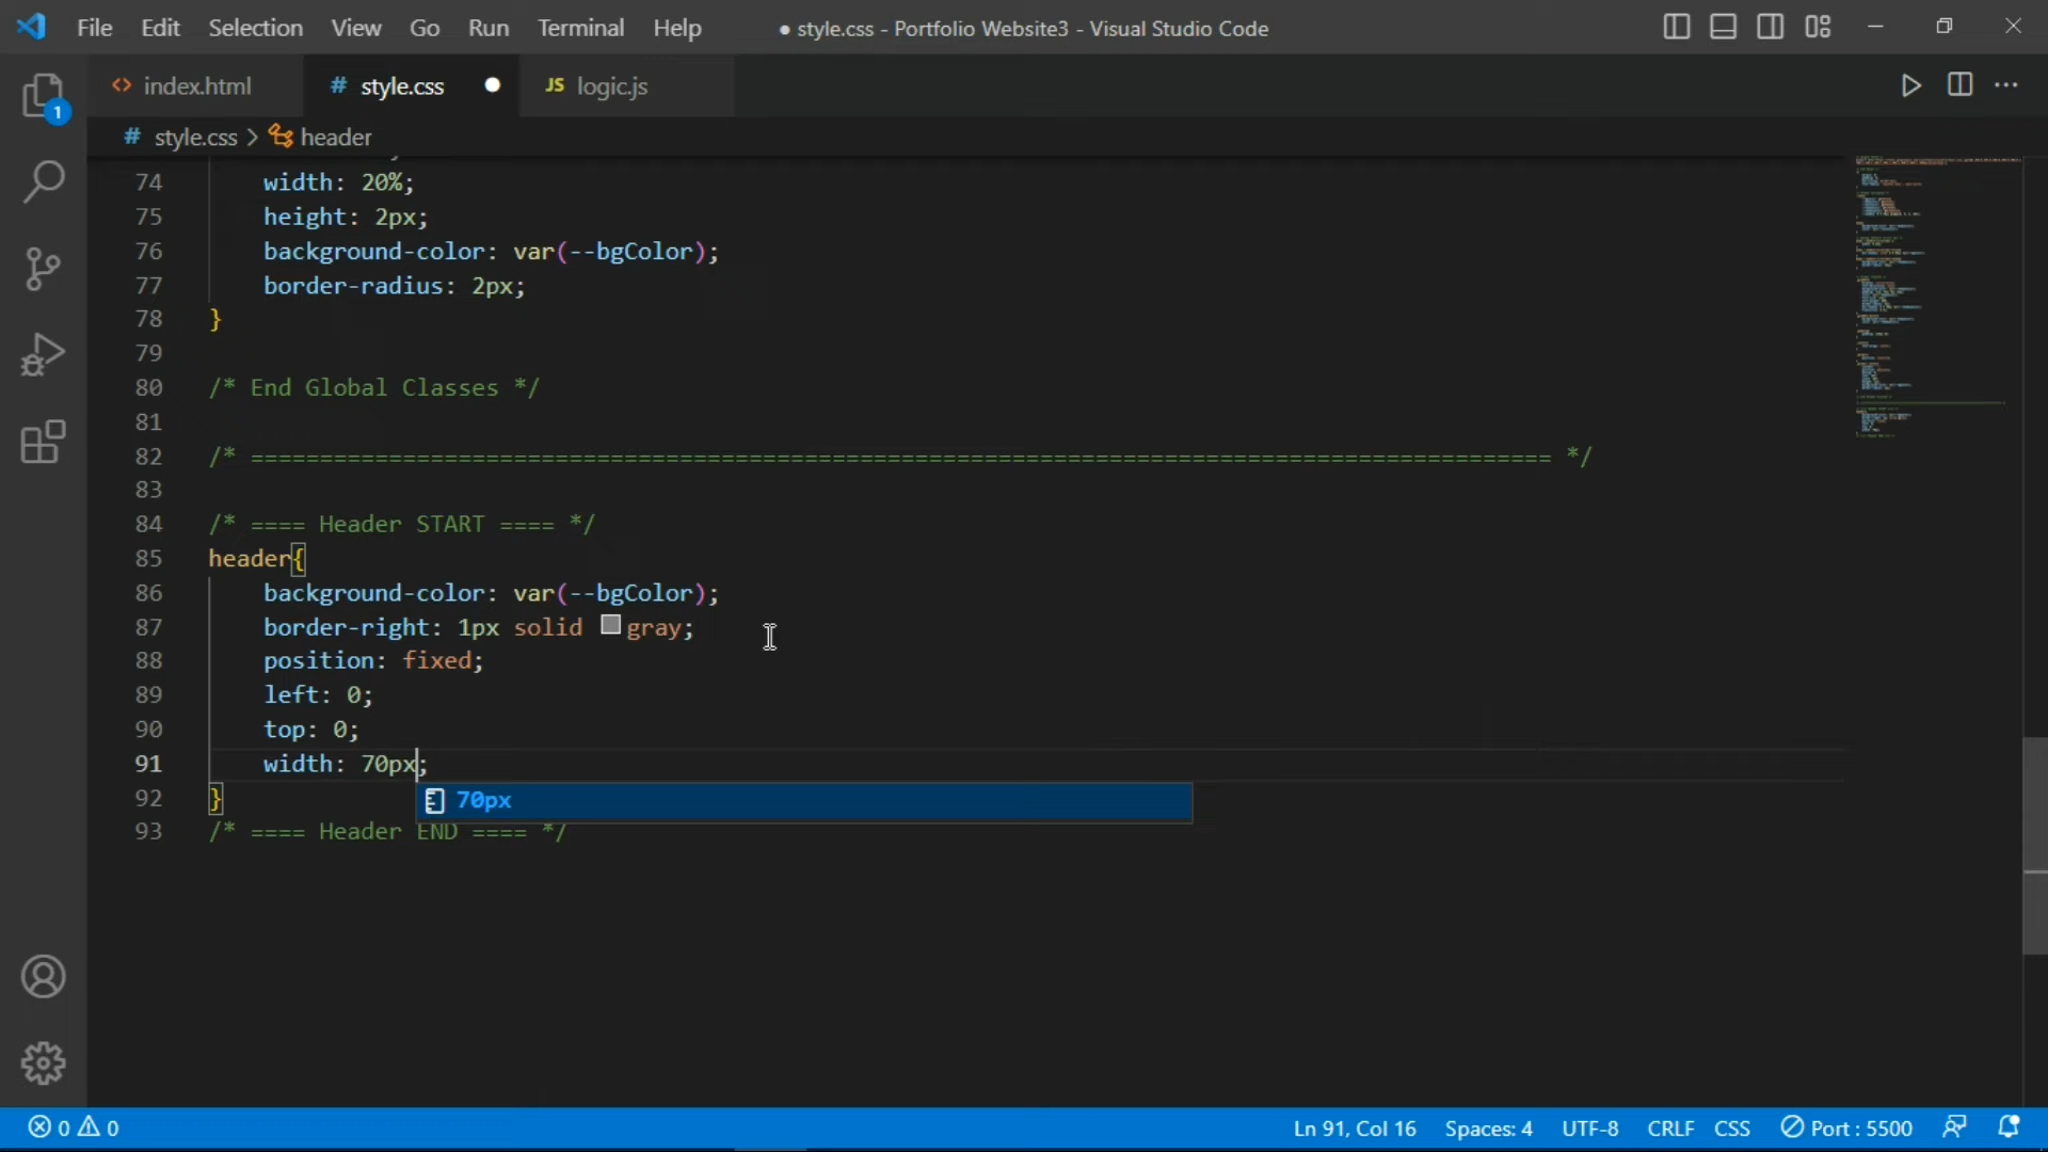 File Edit Selection View Go Run Terminal Help ● style.css - Portfolio Website3 - Visual Studio Code
1
<> index.html # style.css ● JS logic.js
# style.css > header
74 width: 20%;
75 height: 2px;
76 background-color: var(--bgColor);
77 border-radius: 2px;
78 }
79
80 /* End Global Classes */
81
82 /* =============================================================================================== */
83
84 /* ==== Header START ==== */
85 header{
86 background-color: var(--bgColor);
87 border-right: 1px solid gray;
88 position: fixed;
89 left: 0;
90 top: 0;
91 width: 70px;
92 }
70px
93 /* ==== Header END ==== */
0 0 Ln 91, Col 16 Spaces: 4 UTF-8 CRLF CSS Port : 5500